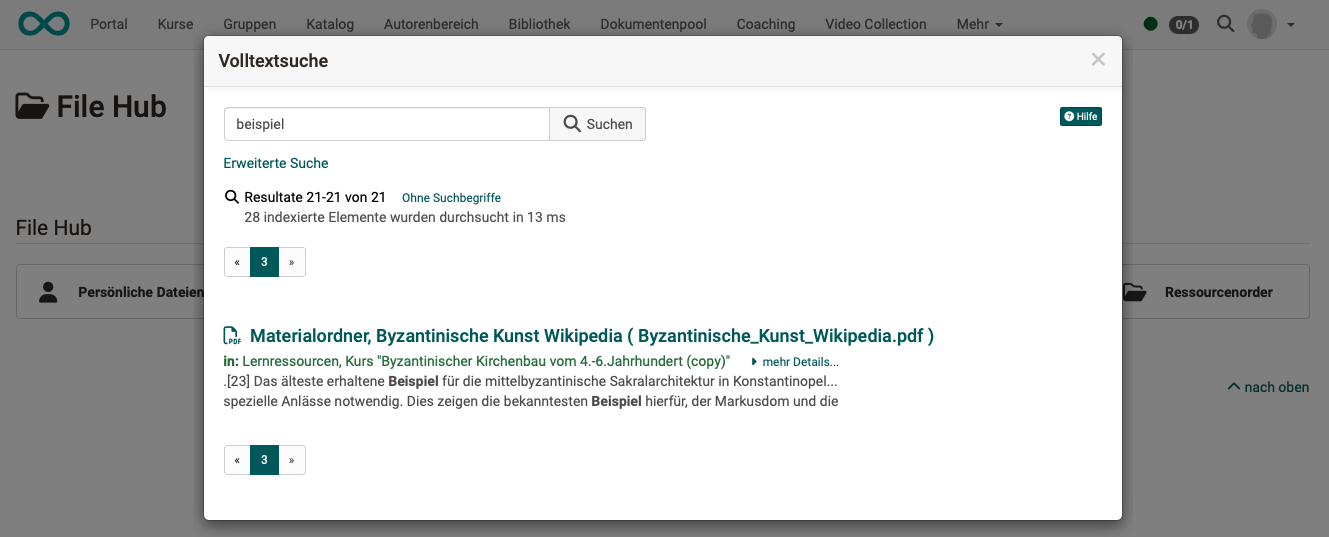 Portal Kurse Gruppen Katalog Autorenbereich Bibliothek Dokumentenpool Coaching Video Collection Mehr 0/1
Volltextsuche ×
File Hub
beispiel Suchen Hilfe
Erweiterte Suche
Resultate 21-21 von 21 Ohne Suchbegriffe
28 indexierte Elemente wurden durchsucht in 13 ms
File Hub
« 3 »
Persönliche Dateien Ressourcenorder
Materialordner, Byzantinische Kunst Wikipedia ( Byzantinische_Kunst_Wikipedia.pdf )
in: Lernressourcen, Kurs "Byzantinischer Kirchenbau vom 4.-6.Jahrhundert (copy)" mehr Details...
.[23] Das älteste erhaltene Beispiel für die mittelbyzantinische Sakralarchitektur in Konstantinopel...
nach oben
spezielle Anlässe notwendig. Dies zeigen die bekanntesten Beispiel hierfür, der Markusdom und die
« 3 »